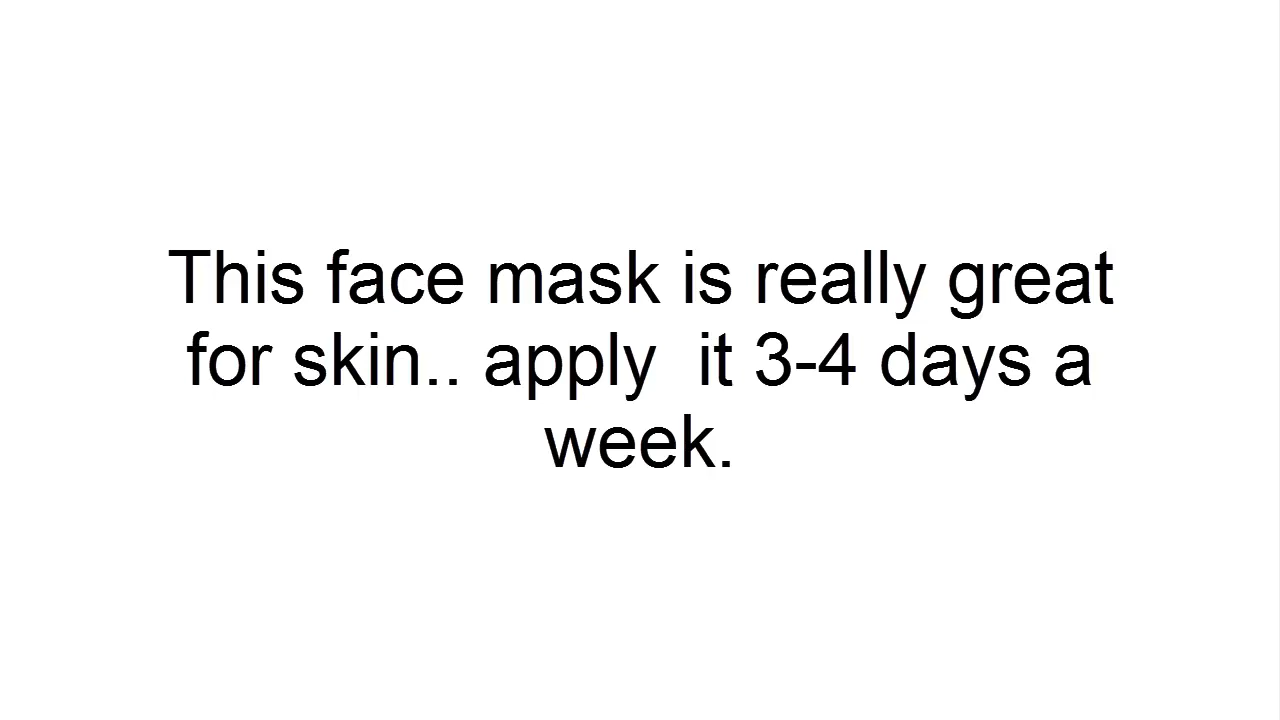 This face mask is really great
for skin.. apply  it 3-4 days a
week.